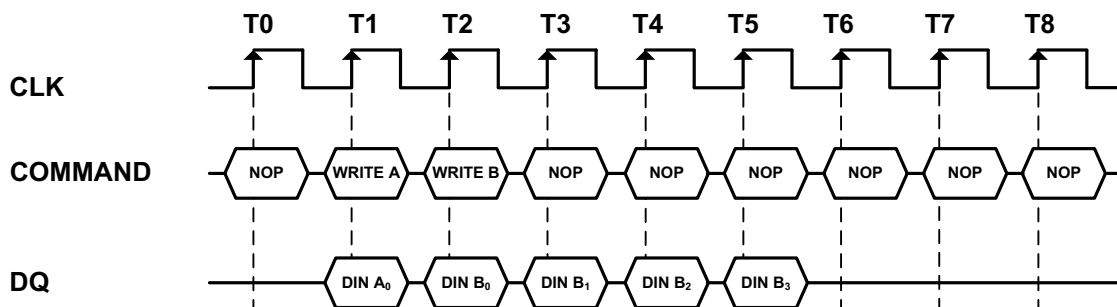 T0 T1 T2 T3 T4 T5 T6 T7 T8
CLK
COMMAND NOP WRITE A WRITE B NOP NOP NOP NOP NOP NOP
DQ DIN A₀ DIN B₀ DIN B₁ DIN B₂ DIN B₃